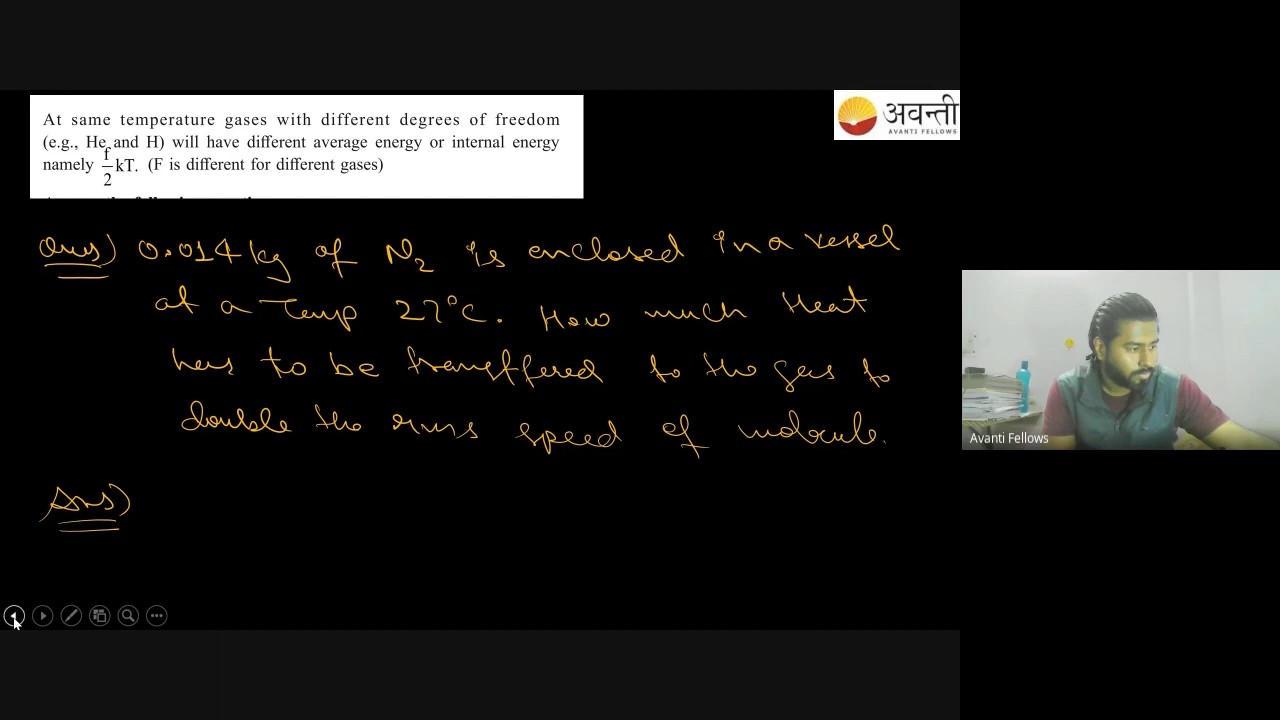 At same temperature gases with different degrees of freedom
(e.g., He and H) will have different average energy or internal energy
namely f/2 kT. (F is different for different gases)
अवन्ती
AVANTI FELLOWS
Ques) 0.014 kg of N2 is enclosed in a vessel
at a Temp 27°C. How much Heat
has to be transffered to the gas to
double the rms speed of molecule.
Ans)
Avanti Fellows